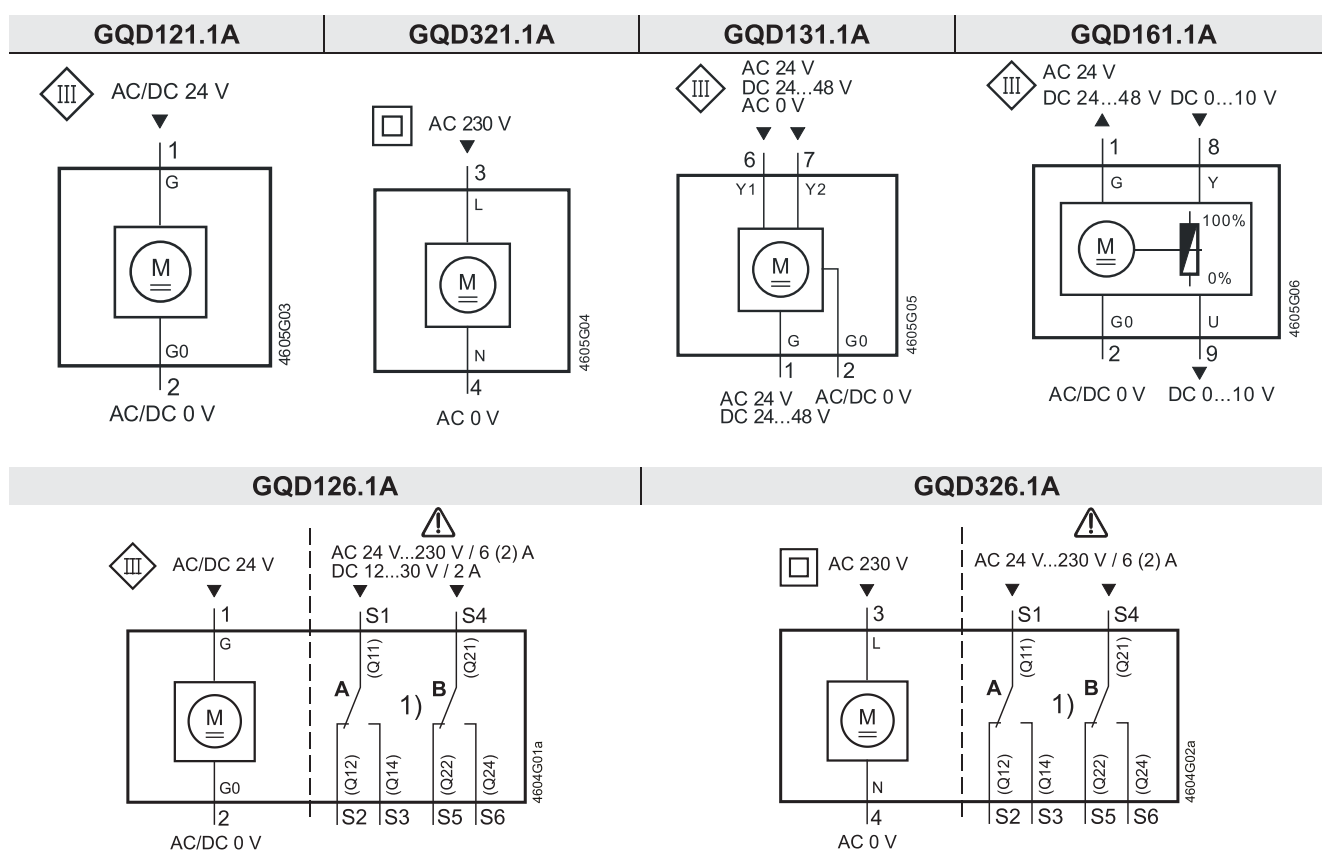 GQD121.1A
GQD321.1A
GQD131.1A
GQD161.1A
III
AC/DC 24 V
1
G
M
G0
2
AC/DC 0 V
4605G03
AC 230 V
3
L
M
N
4
AC 0 V
4605G04
III
AC 24 V
DC 24...48 V
AC 0 V
6 7
Y1 Y2
M
G G0
1 2
AC 24 V
DC 24...48 V
AC/DC 0 V
4605G05
III
AC 24 V
DC 24...48 V
DC 0...10 V
1 8
G Y
M
100%
0%
G0 U
2 9
AC/DC 0 V
DC 0...10 V
4605G06
GQD126.1A
GQD326.1A
III
AC/DC 24 V
1
G
M
G0
2
AC/DC 0 V
AC 24 V...230 V / 6 (2) A
DC 12...30 V / 2 A
S1 S4
(Q11) (Q21)
A 1) B
(Q12) (Q14) (Q22) (Q24)
S2 S3 S5 S6
4604G01a
AC 230 V
3
L
M
N
4
AC 0 V
AC 24 V...230 V / 6 (2) A
S1 S4
(Q11) (Q21)
A 1) B
(Q12) (Q14) (Q22) (Q24)
S2 S3 S5 S6
4604G02a